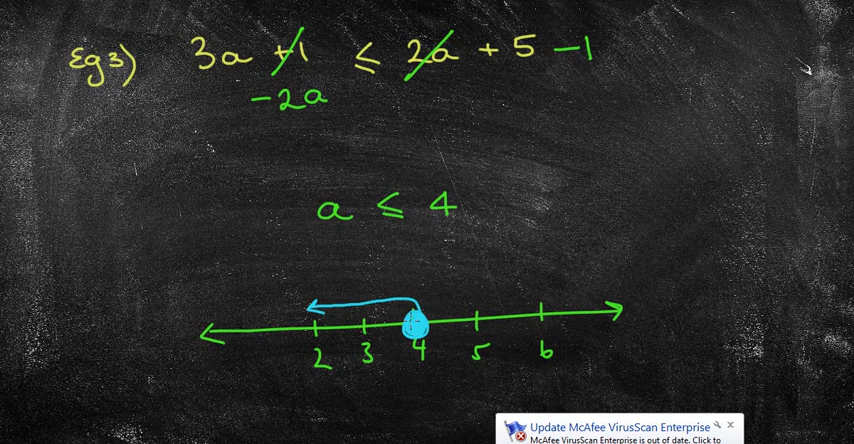 Eg3) 3a +1 ≤ 2a + 5 -1
-2a
a ≤ 4
2 3 4 5 6
Update McAfee VirusScan Enterprise
McAfee VirusScan Enterprise is out of date. Click to